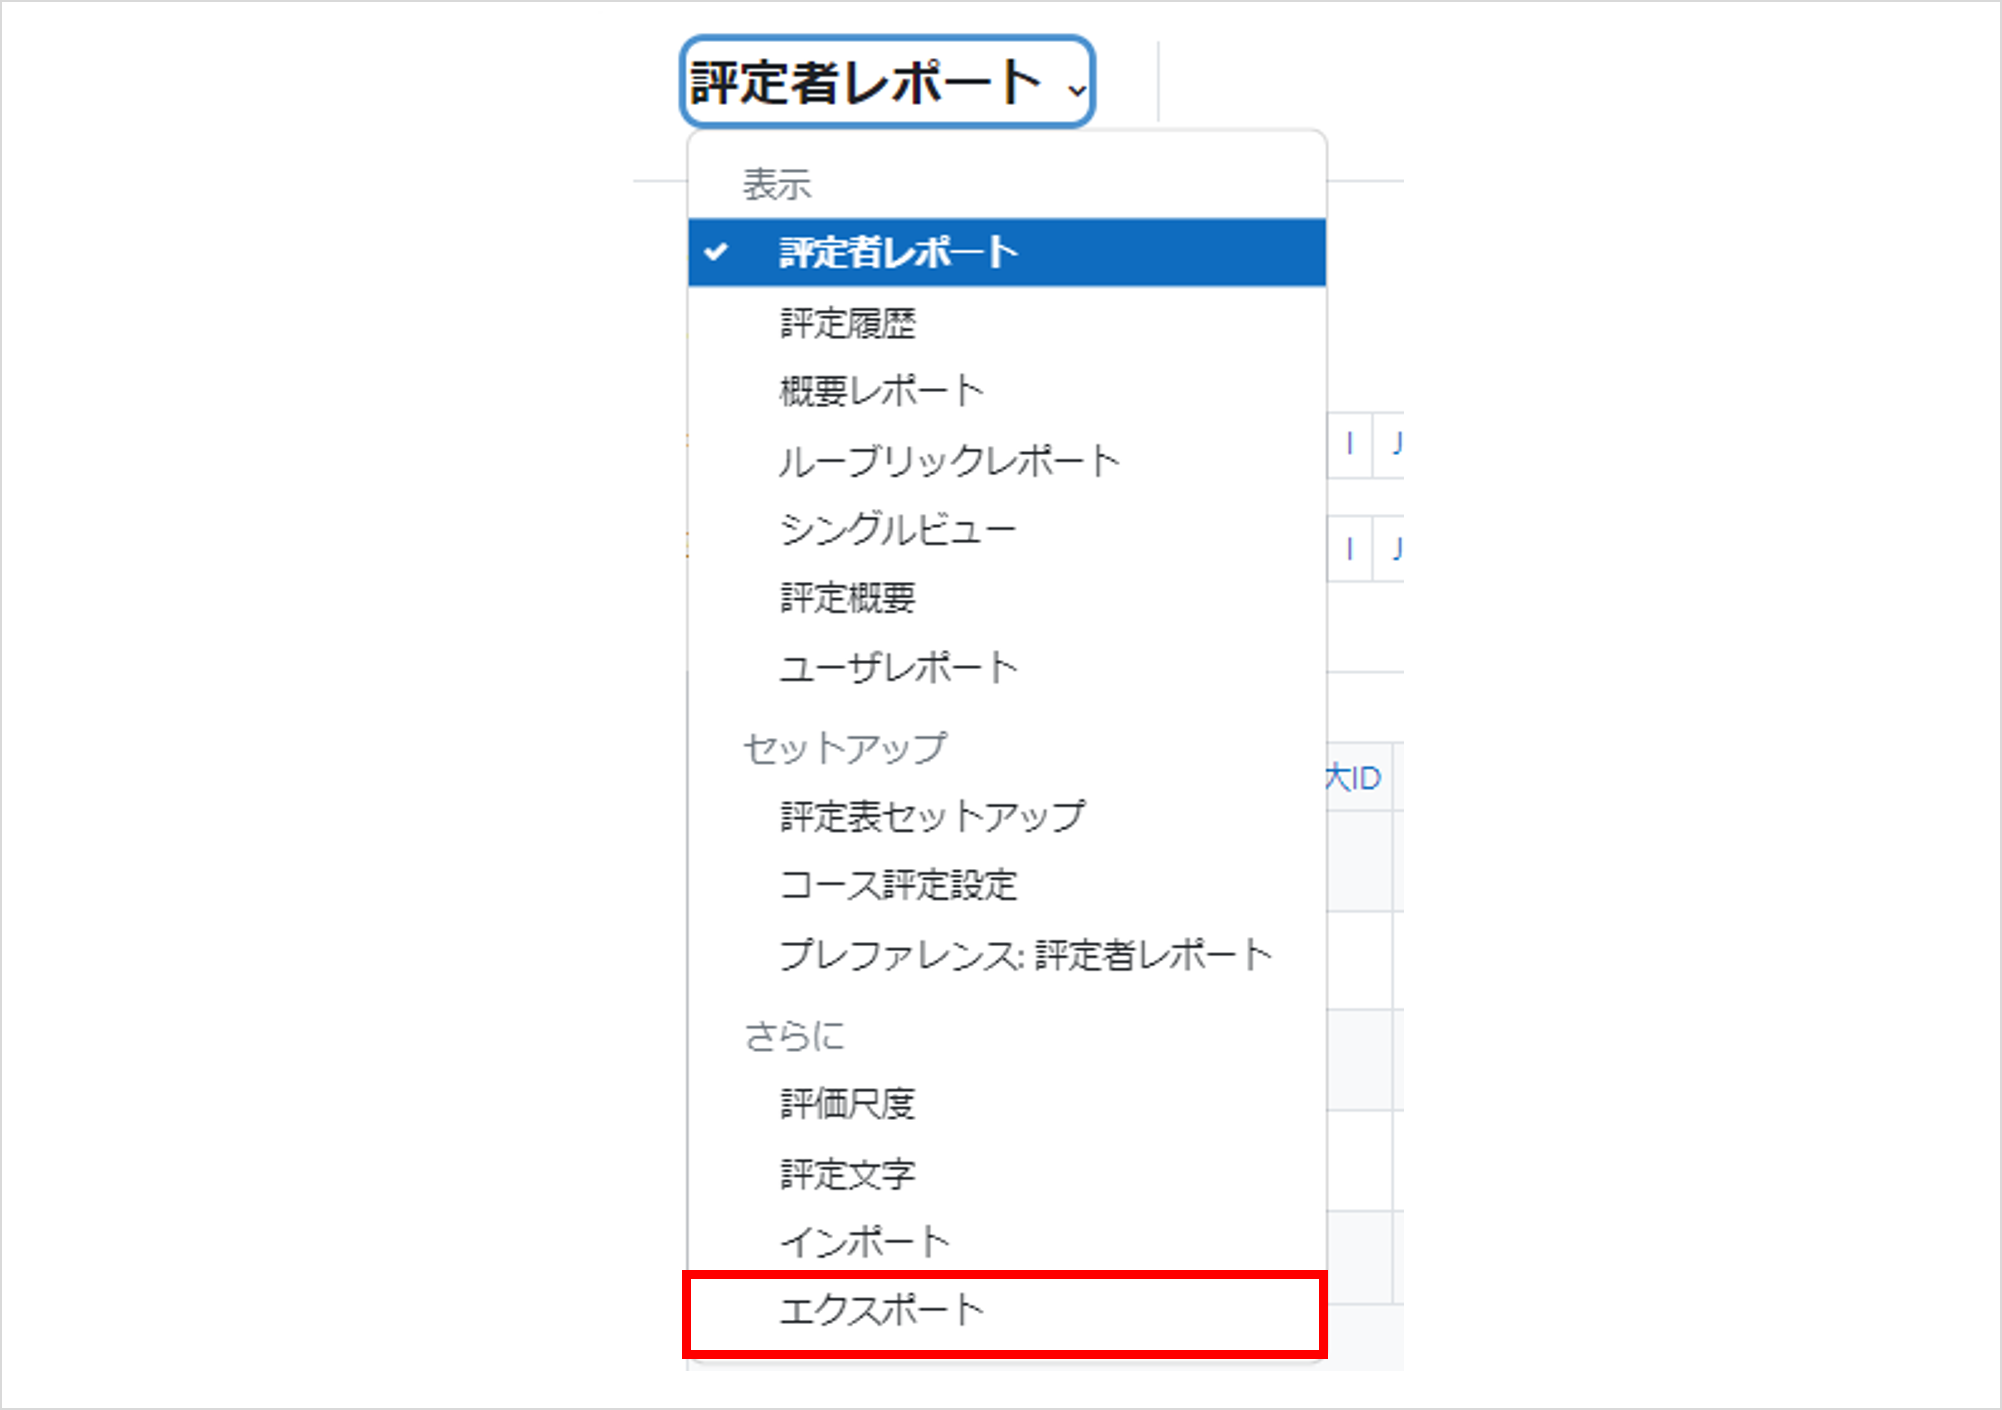 評定者レポート
表示
評定者レポート
評定履歴
概要レポート
ルーブリックレポート
I J
シングルビュー
I J
評定概要
ユーザレポート
セットアップ
大ID
評定表セットアップ
コース評定設定
プレファレンス: 評定者レポート
さらに
評価尺度
評定文字
インポート
エクスポート